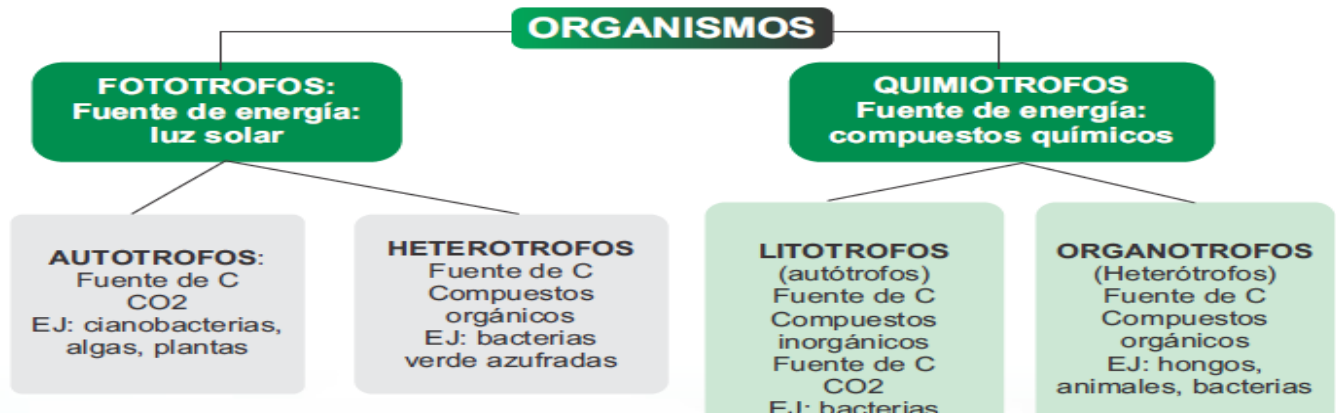 ORGANISMOS
FOTOTROFOS:
Fuente de energía:
luz solar
QUIMIOTROFOS
Fuente de energía:
compuestos químicos
AUTOTROFOS:
Fuente de C
CO2
EJ: cianobacterias,
algas, plantas
HETEROTROFOS
Fuente de C
Compuestos
orgánicos
EJ: bacterias
verde azufradas
LITOTROFOS
(autótrofos)
Fuente de C
Compuestos
inorgánicos
Fuente de C
CO2
EJ: bacterias
ORGANOTROFOS
(Heterótrofos)
Fuente de C
Compuestos
orgánicos
EJ: hongos,
animales, bacterias